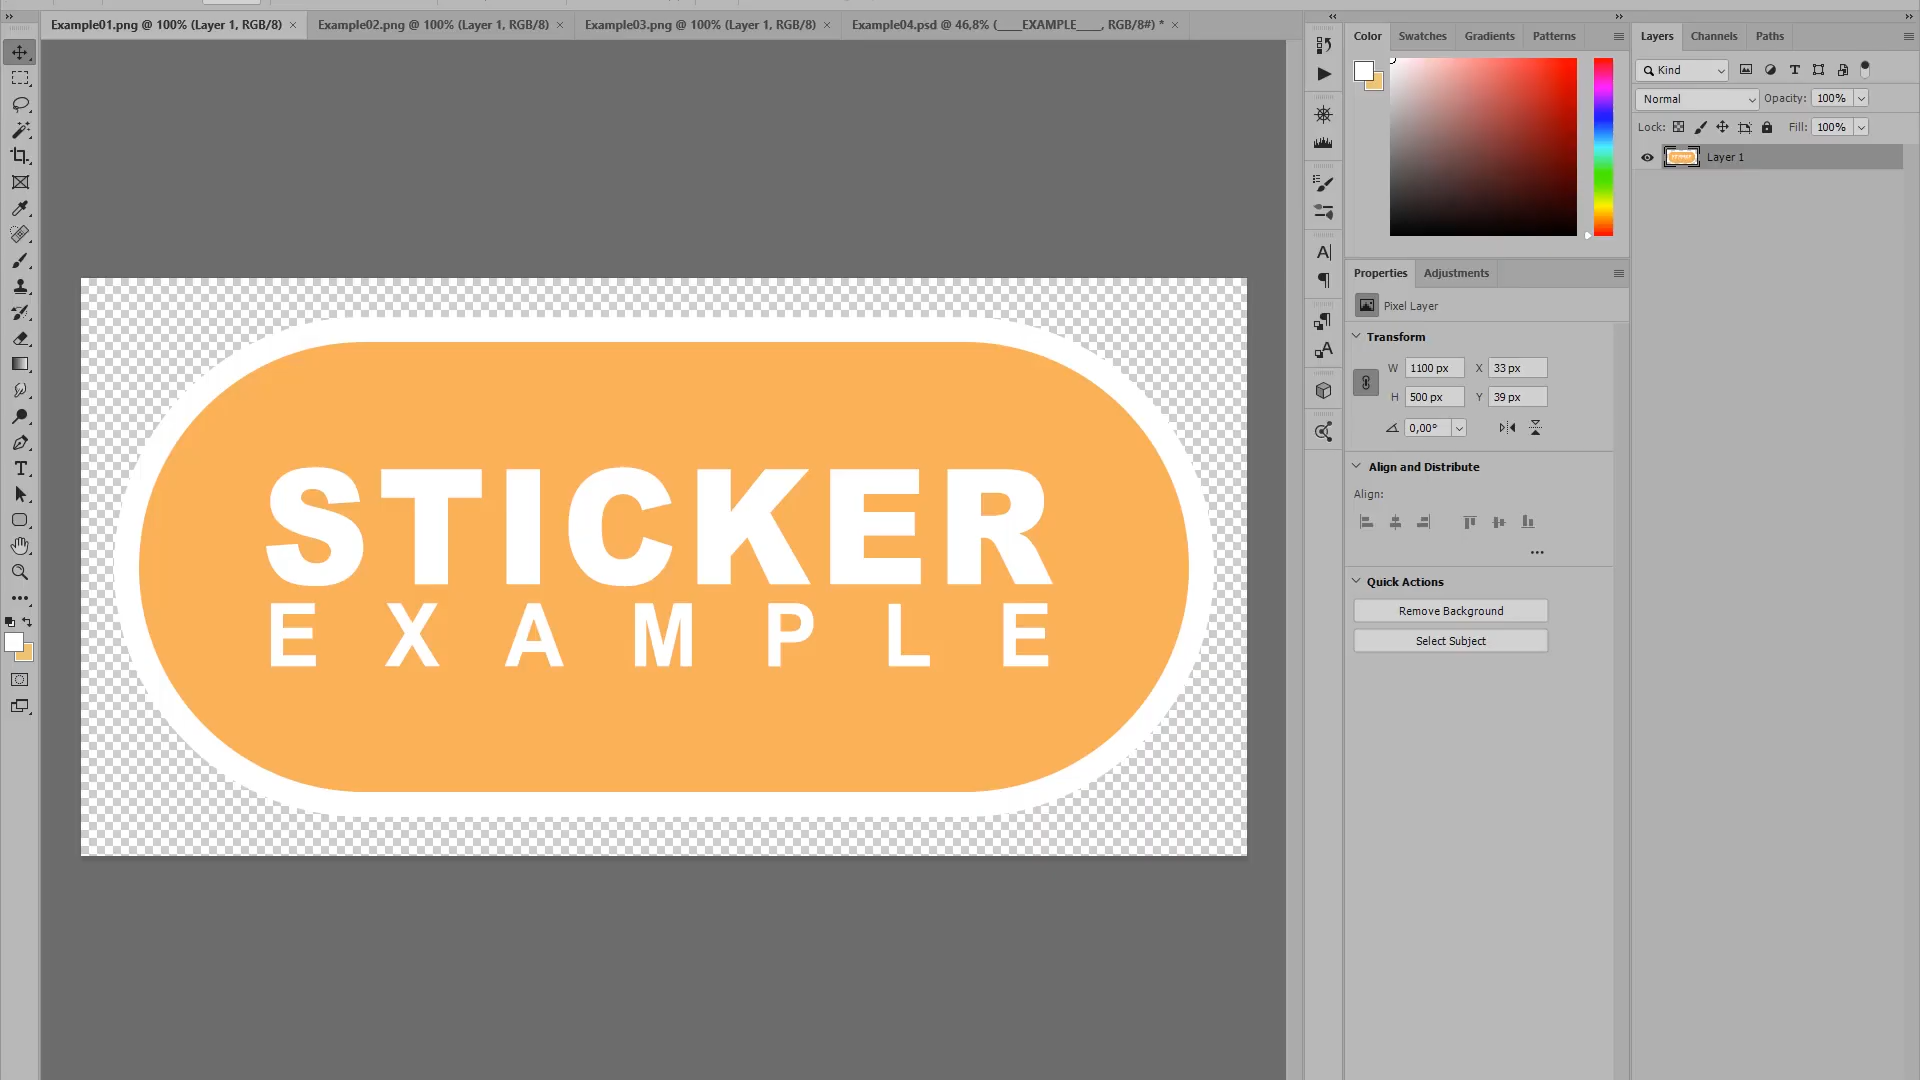 Example01.png @ 100% (Layer 1, RGB/8) ×
Example02.png @ 100% (Layer 1, RGB/8) ×
Example03.png @ 100% (Layer 1, RGB/8) ×
Example04.psd @ 46,8% (____EXAMPLE____, RGB/8#) * ×
STICKER
EXAMPLE
Color
Swatches
Gradients
Patterns
Properties
Adjustments
Pixel Layer
Transform
W 1100 px X 33 px
H 500 px Y 39 px
0,00°
Align and Distribute
Align:
Quick Actions
Remove Background
Select Subject
Layers
Channels
Paths
Kind
Normal
Opacity: 100%
Lock:
Fill: 100%
Layer 1